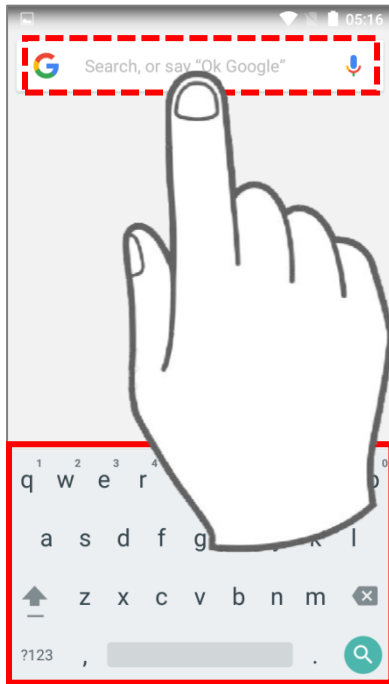 05:16
G Search, or say "Ok Google"
1 2 3 4 0
q w e r p
a s d f g k l
z x c v b n m
?123 , .